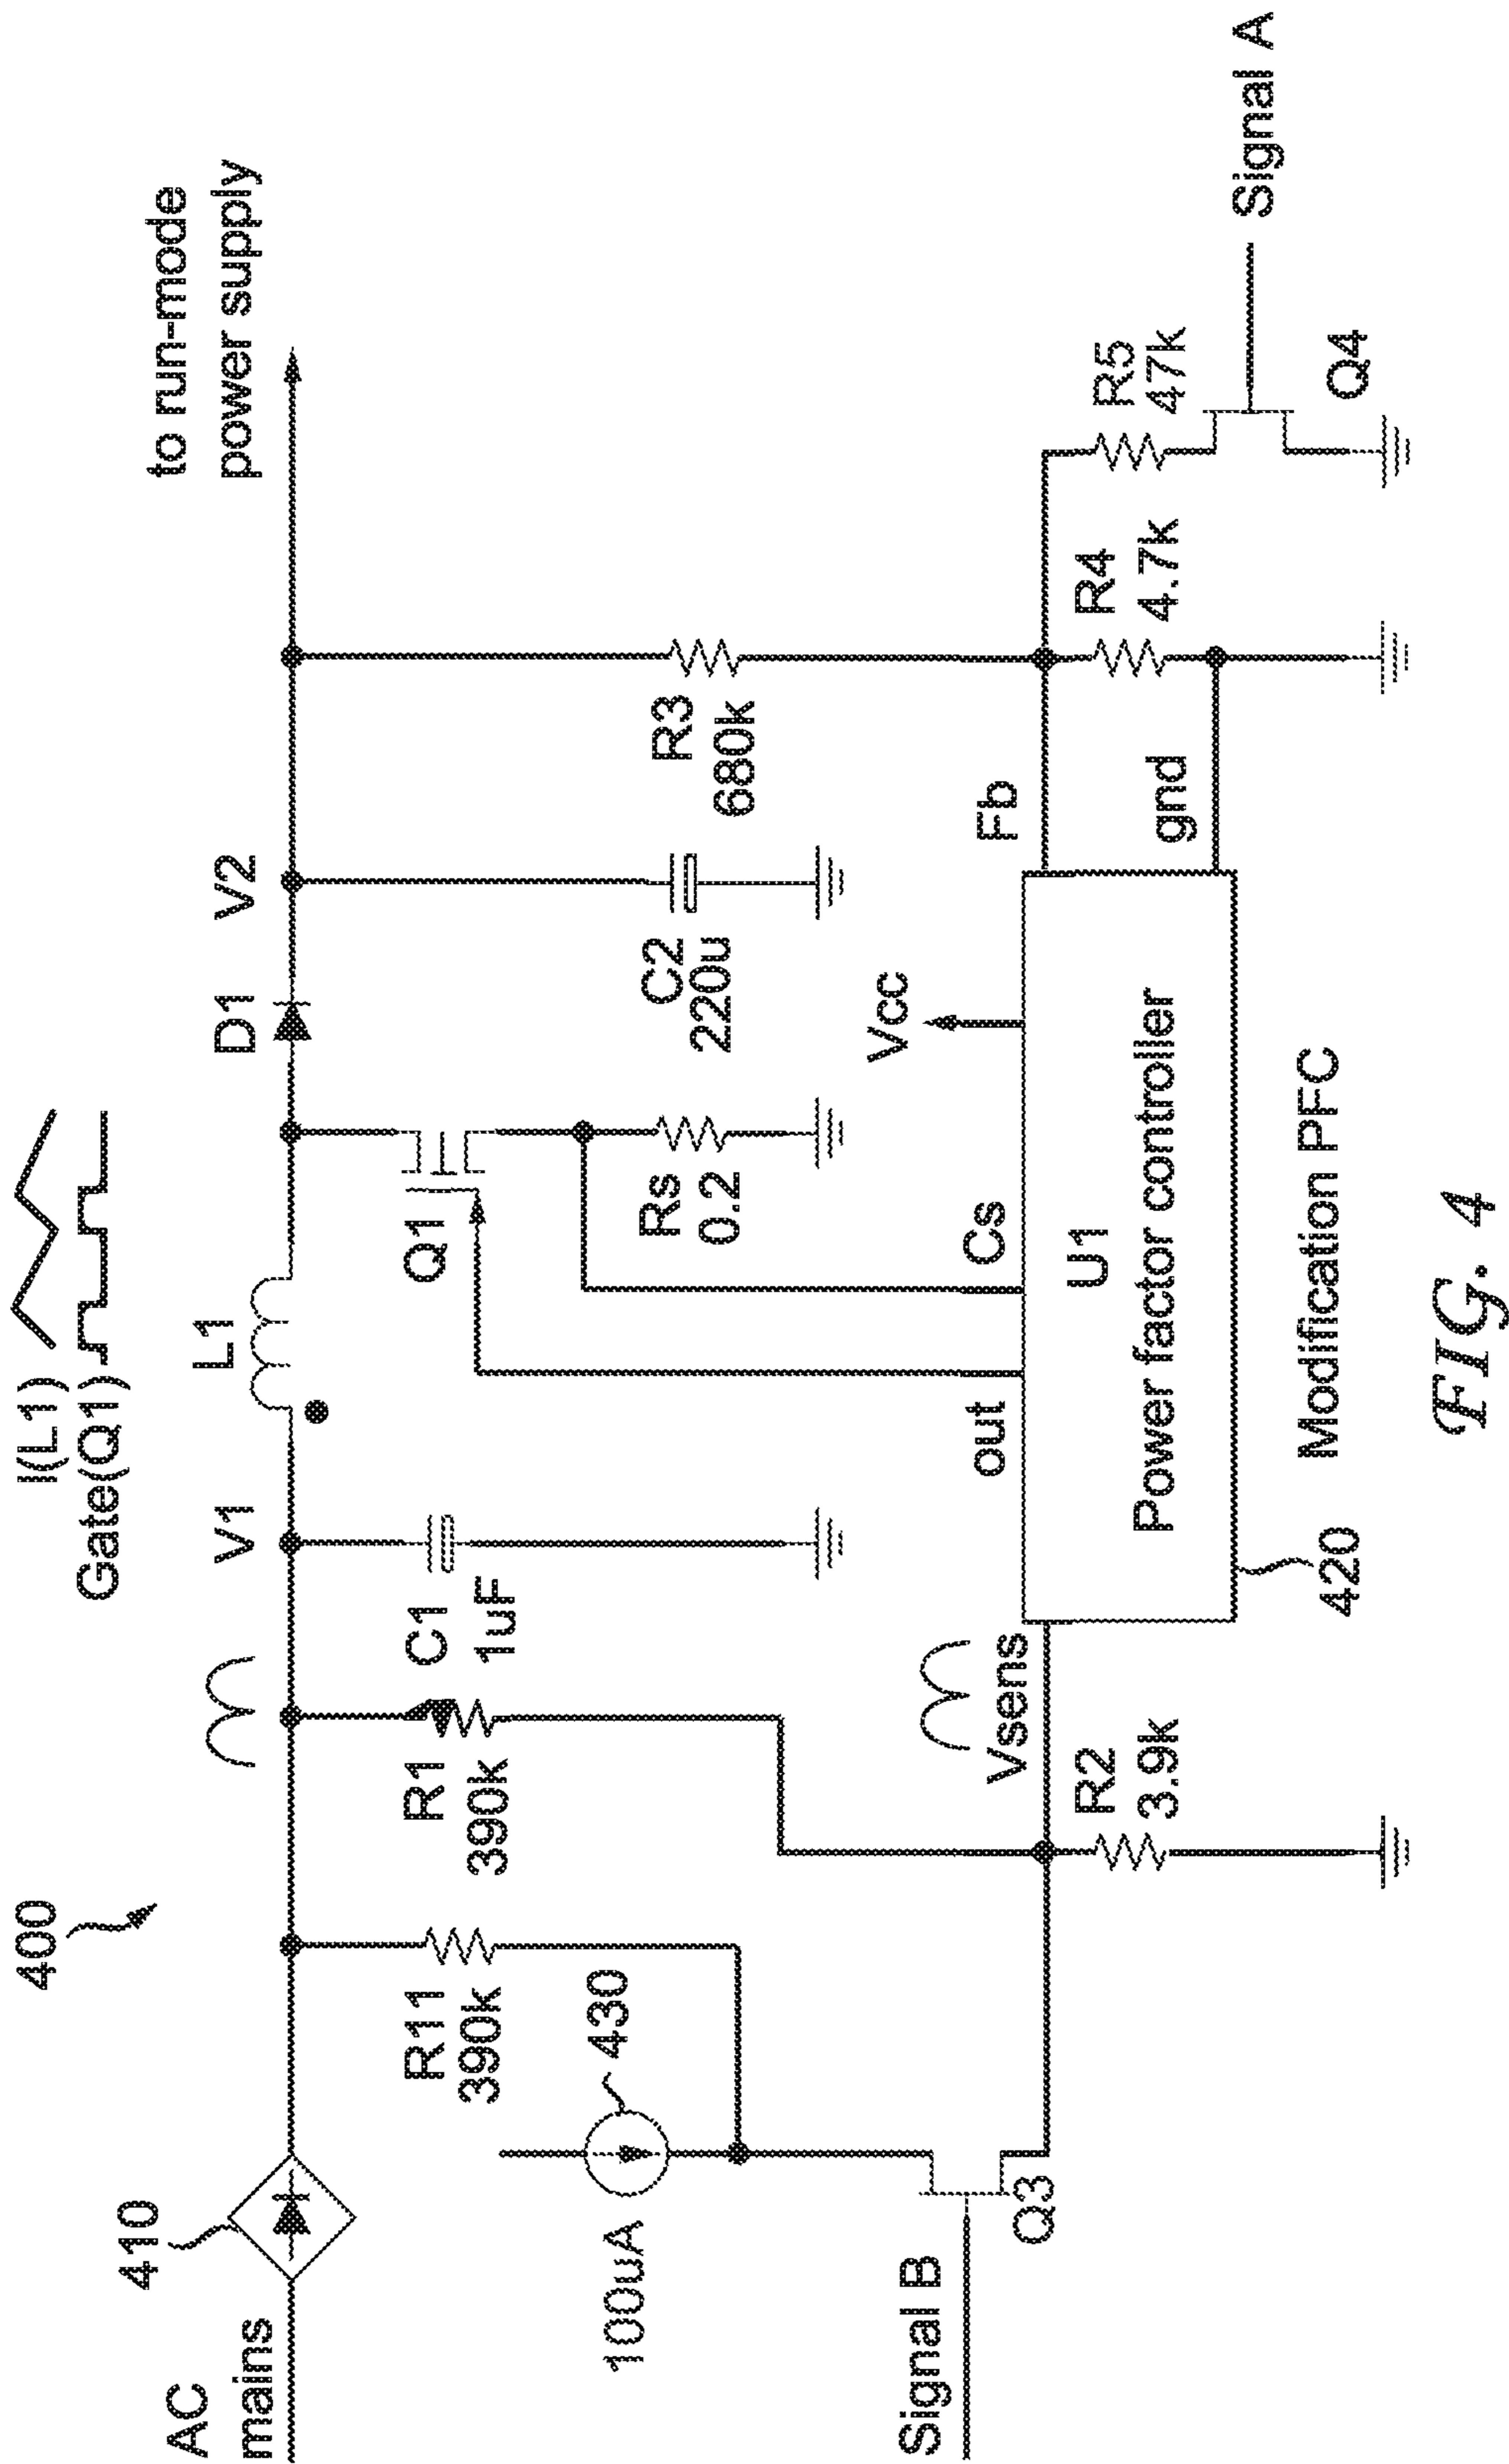 400
I(L1)
Gate(Q1)
AC
mains
410
V1
L1
D1
V2
to run-mode
power supply
R11
390k
R1
390k
C1
1uF
Q1
Rs
0.2
C2
220u
R3
680k
100uA
430
Signal B
Q3
Vsens
out
Cs
Vcc
Fb
gnd
R2
3.9k
U1
Power factor controller
420
R4
4.7k
R5
47k
Q4
Signal A
Modification PFC
FIG. 4